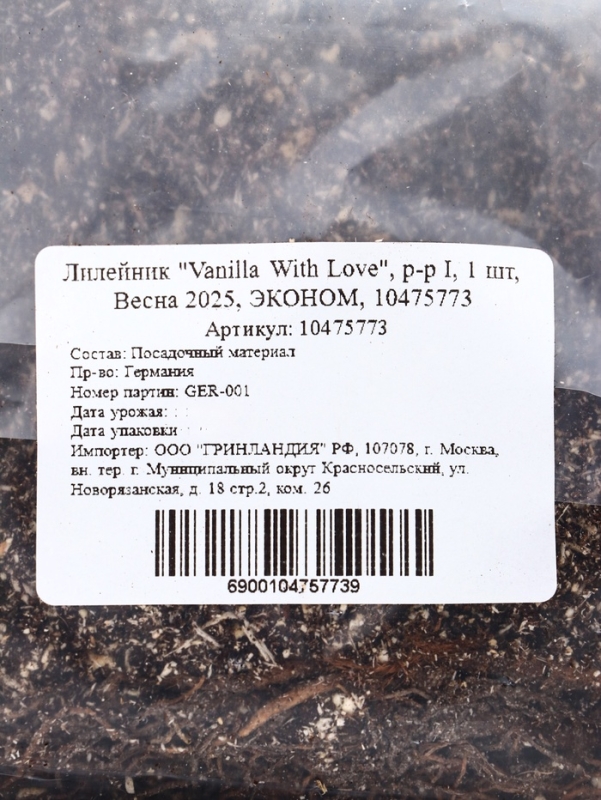 Лилейник "Vanilla With Love", р-р I, 1 шт,
Весна 2025, ЭКОНОМ, 10475773
Артикул: 10475773
Состав: Посадочный материал
Пр-во: Германия
Номер партии: GER-001
Дата урожая:
Дата упаковки
Импортер: ООО "ГРИНЛАНДИЯ" РФ, 107078, г. Москва,
вн. тер. г. Муниципальный округ Красносельский, ул.
Новорязанская, д. 18 стр.2, ком. 26
6900104757739